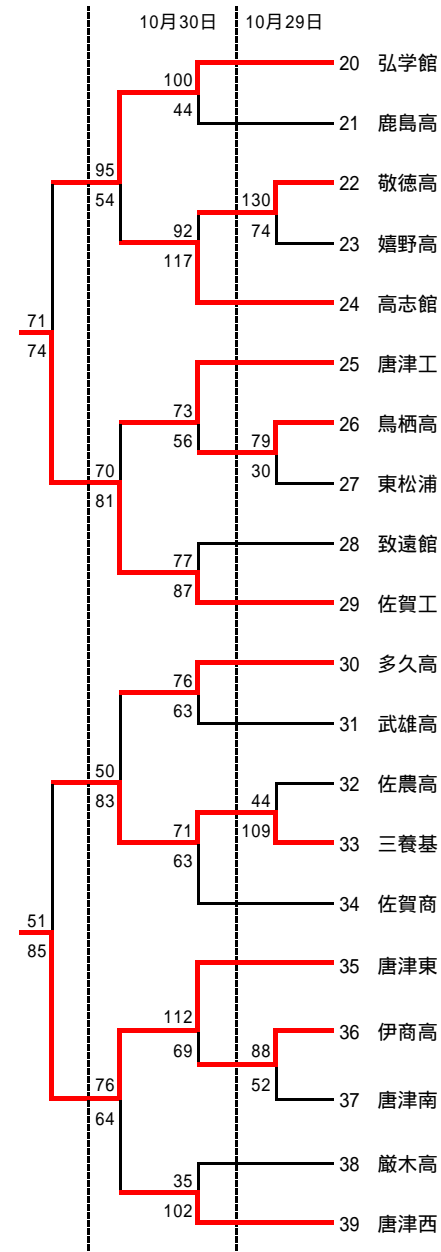 10月30日 10月29日
20 弘学館
100
44
21 鹿島高
95
54
22 敬徳高
130
74
92
117
23 嬉野高
24 高志館
71
74
25 唐津工
73
56
26 鳥栖高
79
30
70
81
27 東松浦
28 致遠館
77
87
29 佐賀工
30 多久高
76
63
31 武雄高
50
83
32 佐農高
44
109
71
63
33 三養基
34 佐賀商
51
85
35 唐津東
112
69
36 伊商高
88
52
76
64
37 唐津南
38 厳木高
35
102
39 唐津西